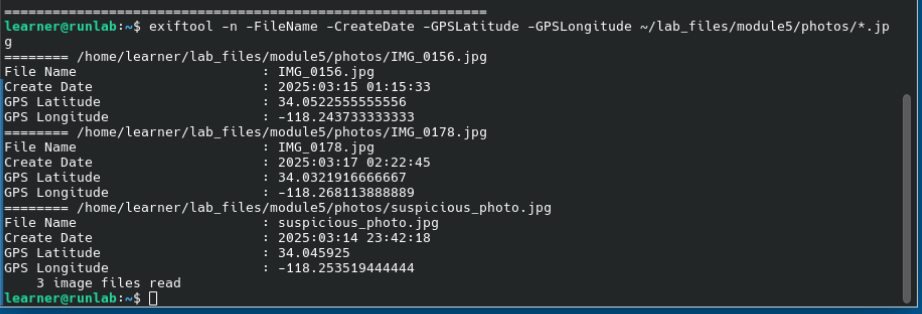 ============================================================
learner@runlab:~$ exiftool -n -FileName -CreateDate -GPSLatitude -GPSLongitude ~/lab_files/module5/photos/*.jp
g
======== /home/learner/lab_files/module5/photos/IMG_0156.jpg
File Name                       : IMG_0156.jpg
Create Date                     : 2025:03:15 01:15:33
GPS Latitude                    : 34.0522555555556
GPS Longitude                   : -118.243733333333
======== /home/learner/lab_files/module5/photos/IMG_0178.jpg
File Name                       : IMG_0178.jpg
Create Date                     : 2025:03:17 02:22:45
GPS Latitude                    : 34.0321916666667
GPS Longitude                   : -118.268113888889
======== /home/learner/lab_files/module5/photos/suspicious_photo.jpg
File Name                       : suspicious_photo.jpg
Create Date                     : 2025:03:14 23:42:18
GPS Latitude                    : 34.045925
GPS Longitude                   : -118.253519444444
    3 image files read
learner@runlab:~$